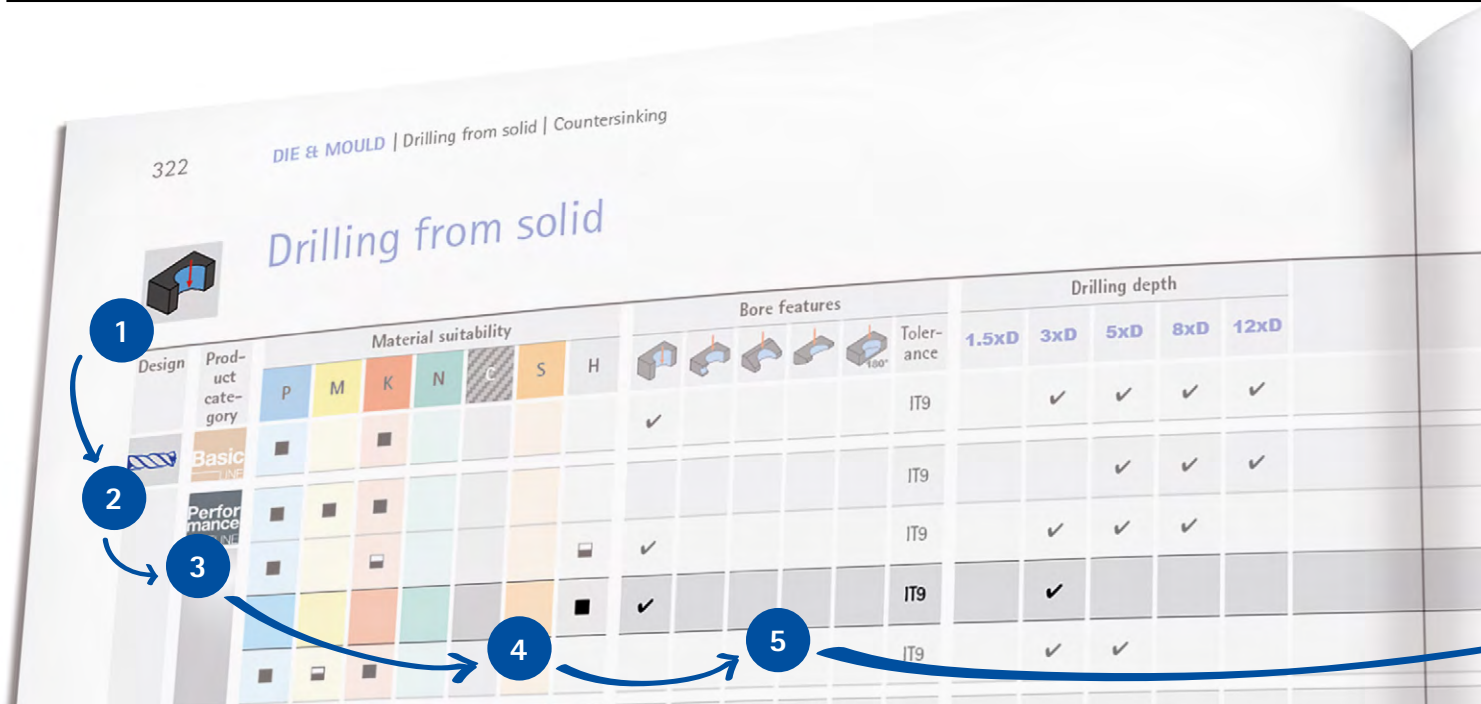 322
DIE & MOULD | Drilling from solid | Countersinking
Drilling from solid
1
Design
Prod-
uct
cate-
gory
Material suitability
P M K N C S H
Bore features
180°
Toler-
ance
Drilling depth
1.5xD 3xD 5xD 8xD 12xD
Basic
LINE
IT9 ✔ ✔ ✔ ✔
✔
2
Perfor
mance
LINE
IT9 ✔ ✔ ✔
3
✔ IT9 ✔ ✔ ✔
✔ IT9 ✔
4
5
IT9 ✔ ✔